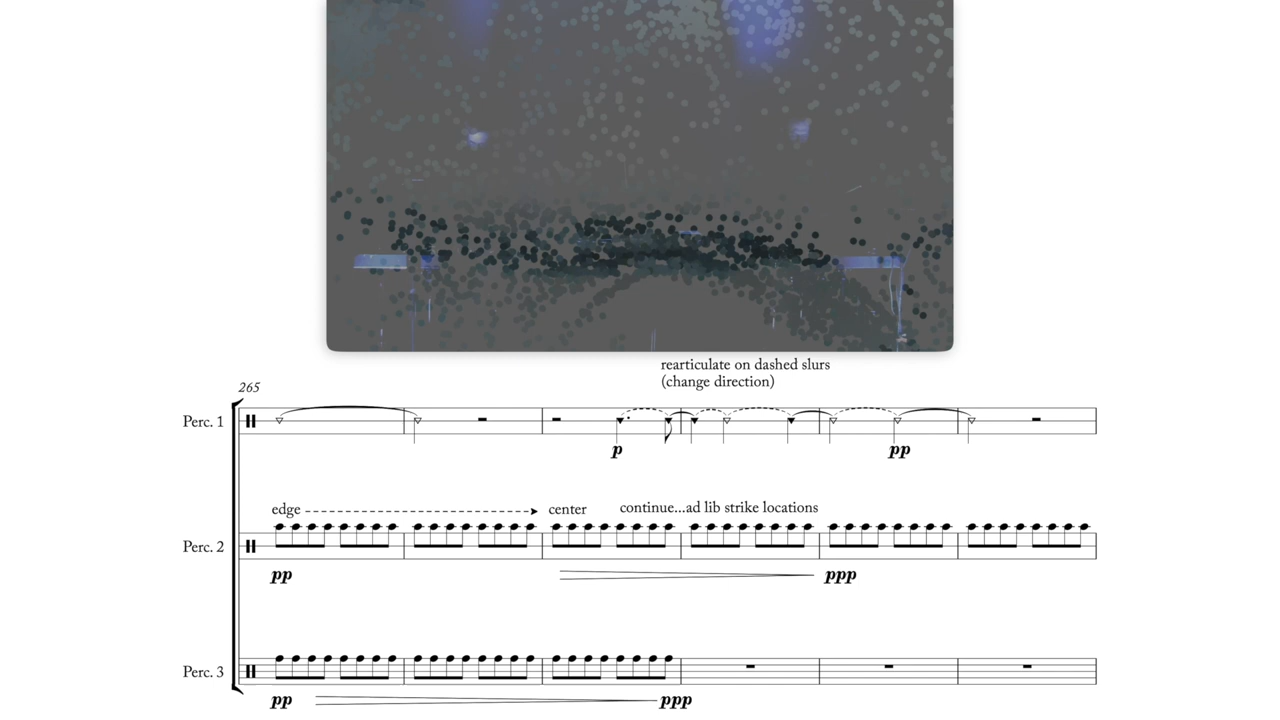 rearticulate on dashed slurs
(change direction)
265
Perc. 1
p
pp
edge
center
continue...ad lib strike locations
Perc. 2
pp
ppp
Perc. 3
pp
ppp